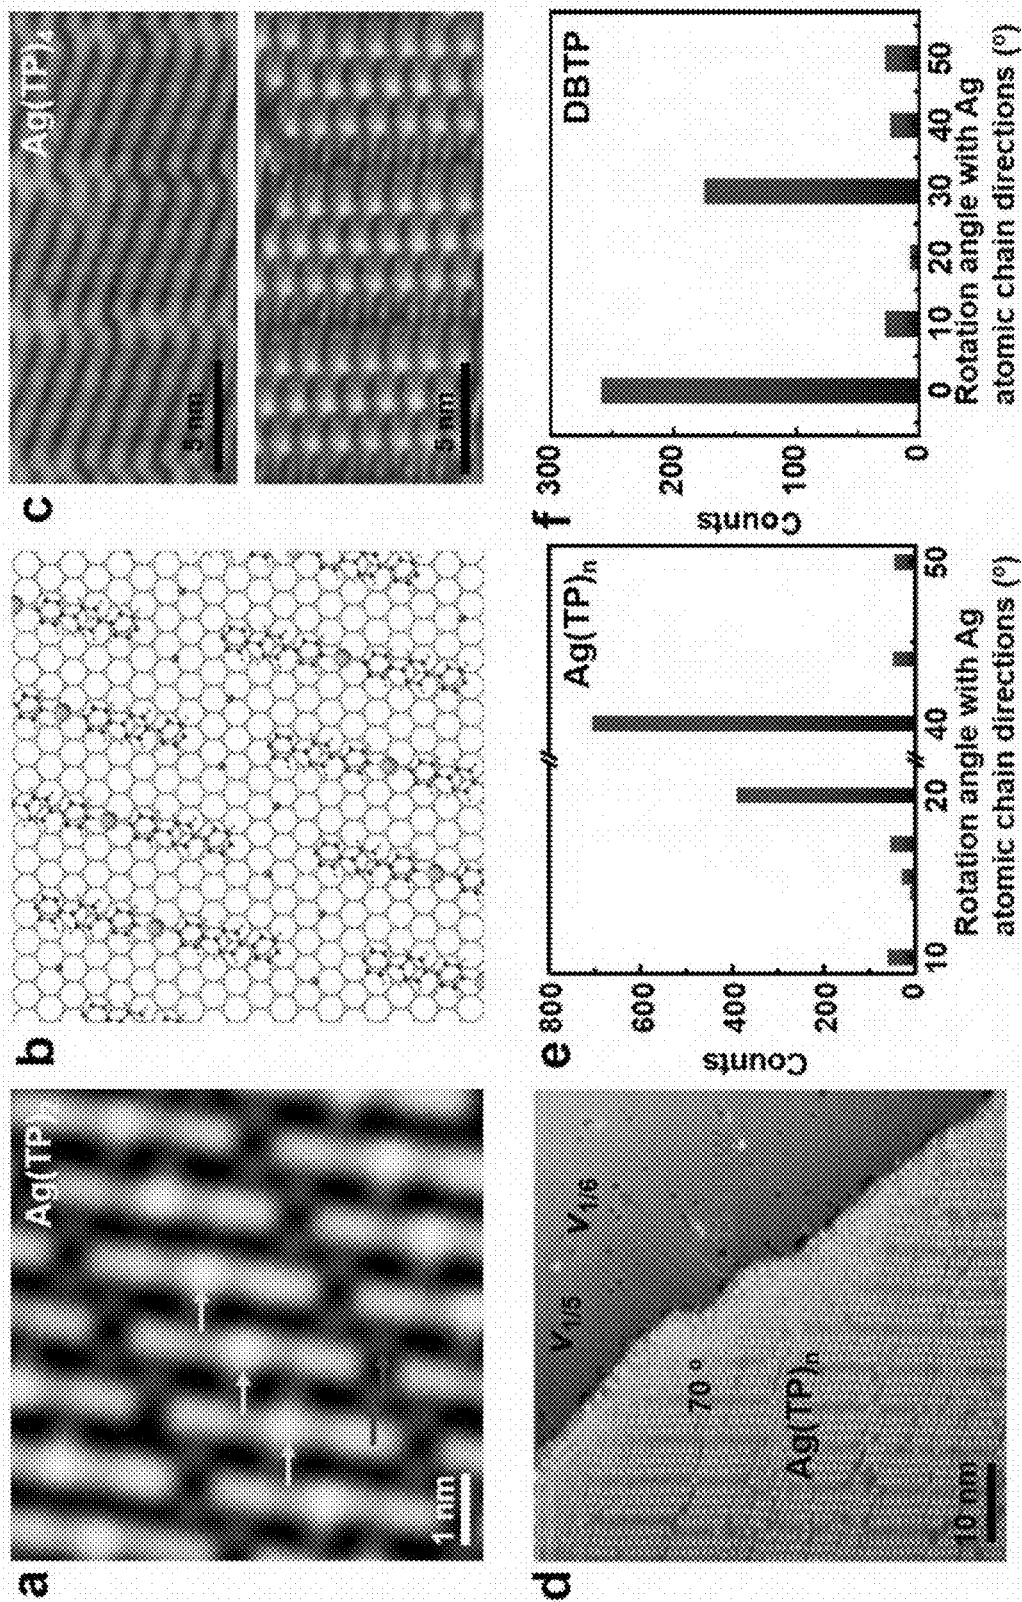 a
Ag(TP)
1 nm
b
c
Ag(TP)4
5 nm
5 nm
d
V1/5
V1/6
70°
Ag(TP)n
10 nm
e
Ag(TP)n
Counts
800
600
400
200
0
10
20
40
50
Rotation angle with Ag
atomic chain directions (°)
f
DBTP
Counts
300
200
100
0
0
10
20
30
40
50
Rotation angle with Ag
atomic chain directions (°)